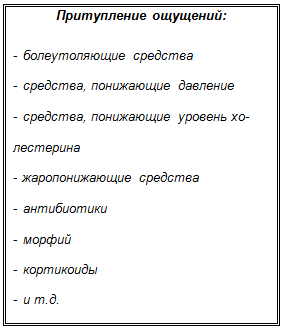 Притупление ощущений:
- болеутоляющие средства
- средства, понижающие давление
- средства, понижающие уровень хо-
лестерина
- жаропонижающие средства
- антибиотики
- морфий
- кортикоиды
- и т.д.